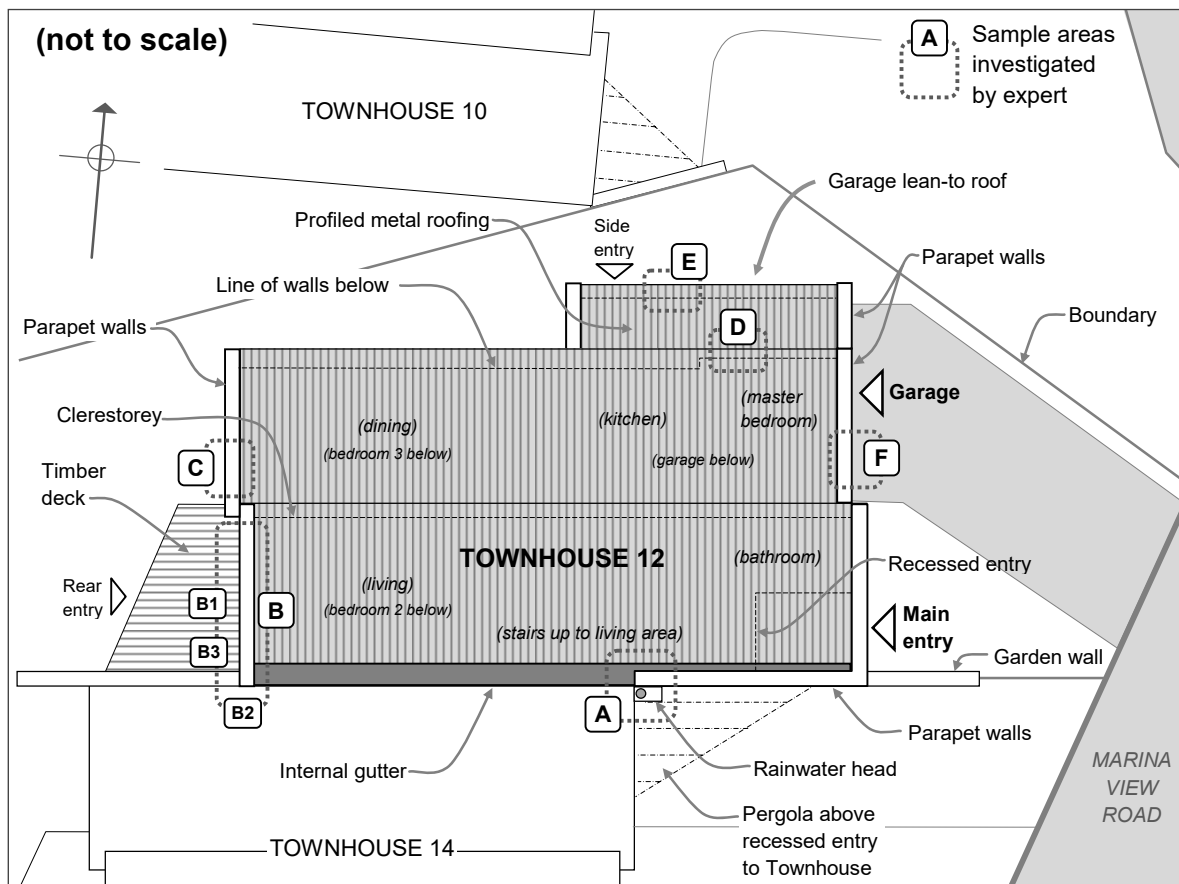 (not to scale)
A
Sample areas
investigated
by expert
TOWNHOUSE 10
Garage lean-to roof
Profiled metal roofing
Side
entry
E
Parapet walls
Line of walls below
D
Parapet walls
Boundary
Garage
(master
bedroom)
(kitchen)
Clerestorey
(dining)
(bedroom 3 below)
(garage below)
C
F
Timber
deck
TOWNHOUSE 12
(bathroom)
Recessed entry
Rear
entry
(living)
(bedroom 2 below)
B1
B
(stairs up to living area)
Main
entry
B3
Garden wall
B2
A
Parapet walls
Internal gutter
Rainwater head
MARINA
VIEW
ROAD
Pergola above
recessed entry
to Townhouse
TOWNHOUSE 14